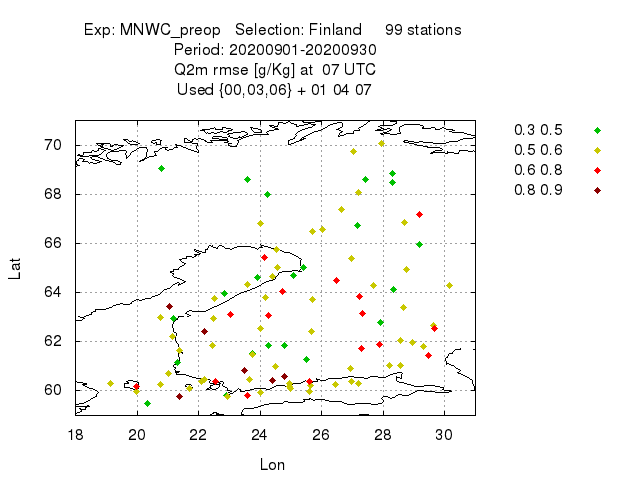 Exp: MNWC_preop Selection: Finland 99 stations
Period: 20200901-20200930
Q2m rmse [g/Kg] at 07 UTC
Used {00,03,06} + 01 04 07
0.3 0.5
0.5 0.6
0.6 0.8
0.8 0.9
70
68
66
64
62
60
Lat
18 20 22 24 26 28 30
Lon